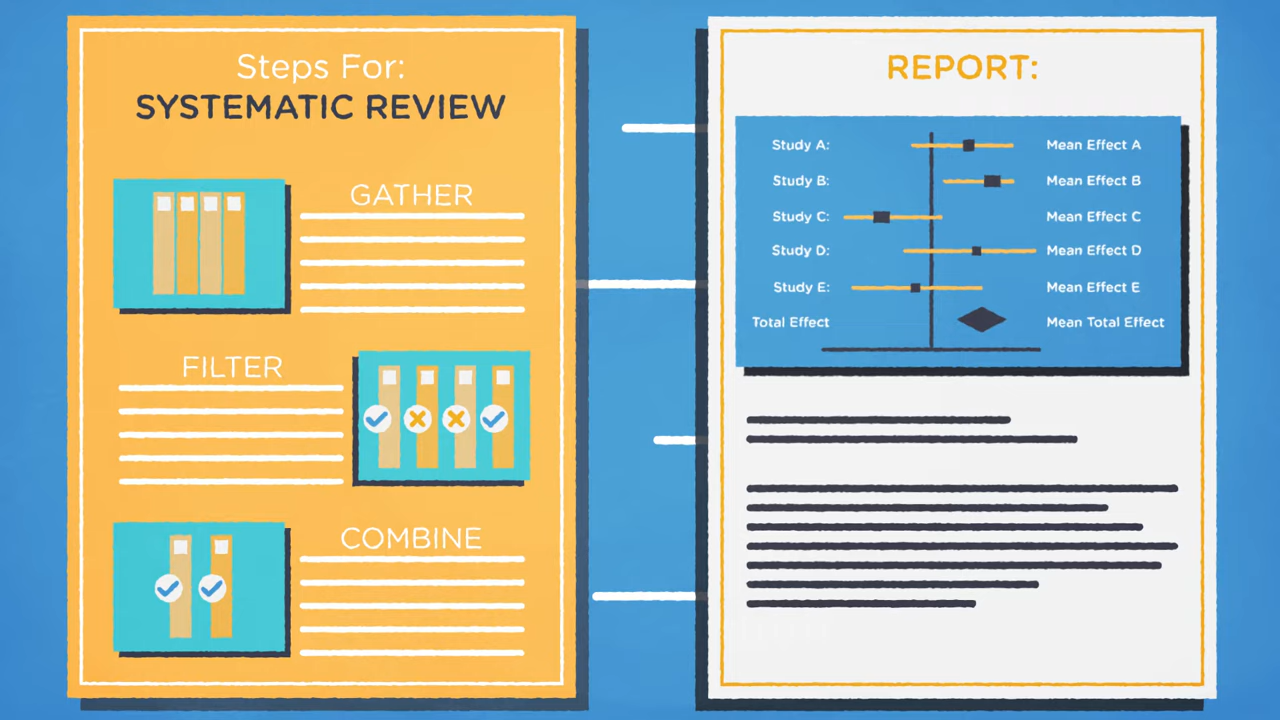 Steps For:
SYSTEMATIC REVIEW
GATHER
FILTER
COMBINE
REPORT:
Study A: Mean Effect A
Study B: Mean Effect B
Study C: Mean Effect C
Study D: Mean Effect D
Study E: Mean Effect E
Total Effect Mean Total Effect